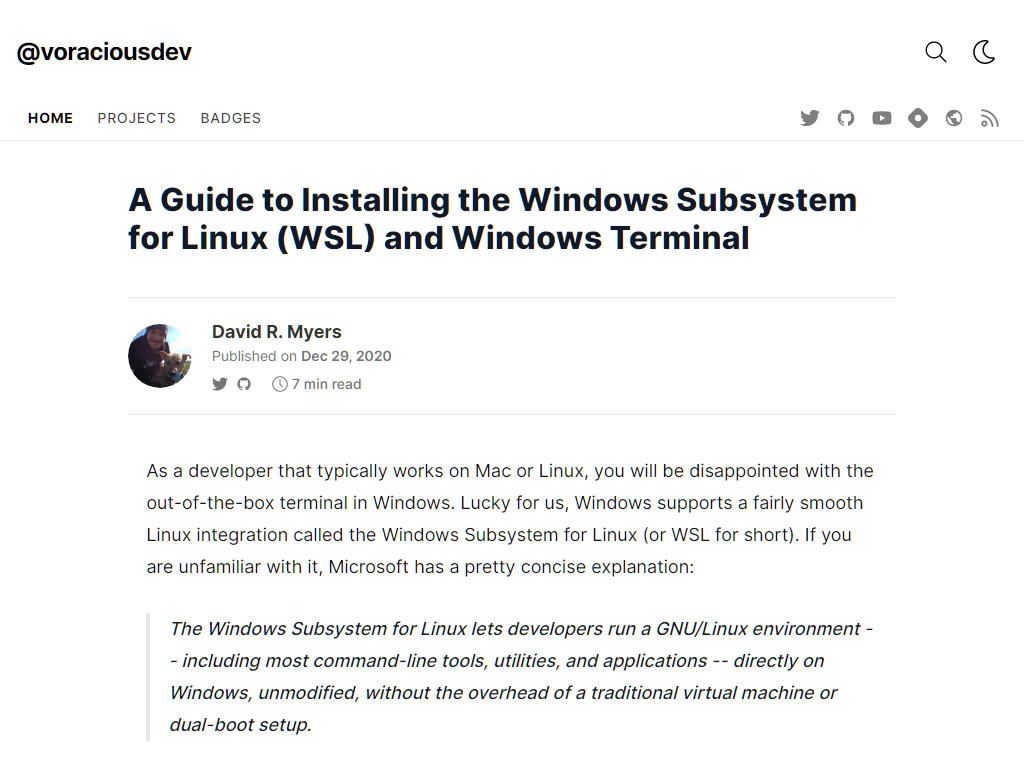 @voraciousdev
HOME PROJECTS BADGES
A Guide to Installing the Windows Subsystem
for Linux (WSL) and Windows Terminal
David R. Myers
Published on Dec 29, 2020
7 min read
As a developer that typically works on Mac or Linux, you will be disappointed with the
out-of-the-box terminal in Windows. Lucky for us, Windows supports a fairly smooth
Linux integration called the Windows Subsystem for Linux (or WSL for short). If you
are unfamiliar with it, Microsoft has a pretty concise explanation:
The Windows Subsystem for Linux lets developers run a GNU/Linux environment -
- including most command-line tools, utilities, and applications -- directly on
Windows, unmodified, without the overhead of a traditional virtual machine or
dual-boot setup.